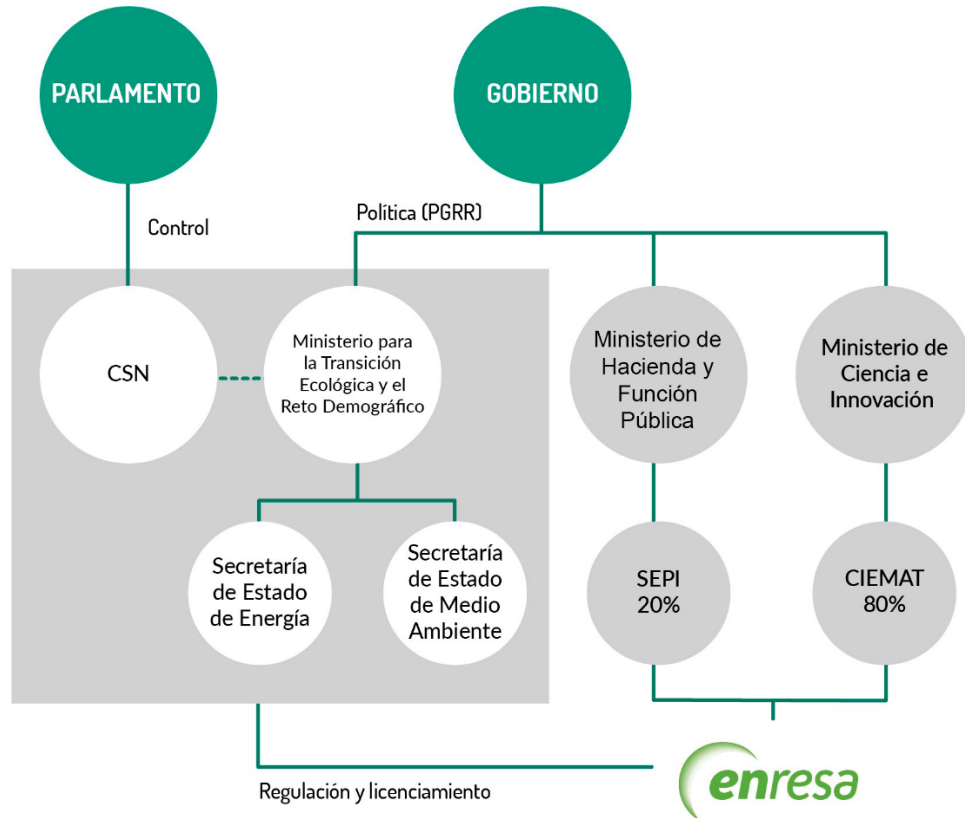 PARLAMENTO
GOBIERNO
Control
Política (PGRR)
CSN
Ministerio para
la Transición
Ecológica y el
Reto Demográfico
Ministerio de
Hacienda y
Función
Pública
Ministerio de
Ciencia e
Innovación
Secretaría
de Estado
de Energía
Secretaría
de Estado
de Medio
Ambiente
SEPI
20%
CIEMAT
80%
Regulación y licenciamiento
enresa